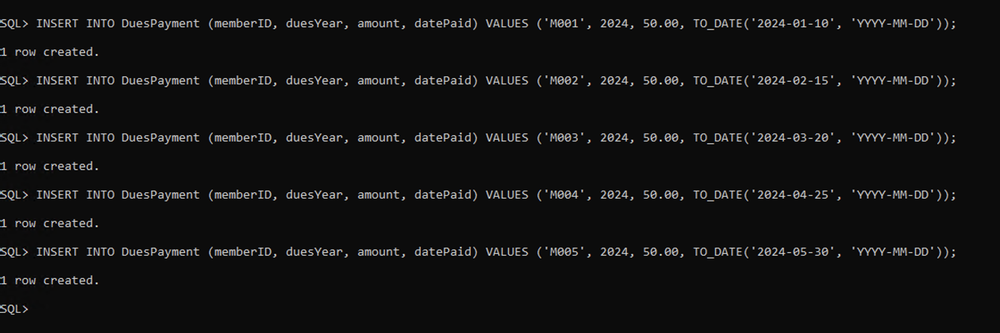 SQL> INSERT INTO DuesPayment (memberID, duesYear, amount, datePaid) VALUES ('M001', 2024, 50.00, TO_DATE('2024-01-10', 'YYYY-MM-DD'));
1 row created.
SQL> INSERT INTO DuesPayment (memberID, duesYear, amount, datePaid) VALUES ('M002', 2024, 50.00, TO_DATE('2024-02-15', 'YYYY-MM-DD'));
1 row created.
SQL> INSERT INTO DuesPayment (memberID, duesYear, amount, datePaid) VALUES ('M003', 2024, 50.00, TO_DATE('2024-03-20', 'YYYY-MM-DD'));
1 row created.
SQL> INSERT INTO DuesPayment (memberID, duesYear, amount, datePaid) VALUES ('M004', 2024, 50.00, TO_DATE('2024-04-25', 'YYYY-MM-DD'));
1 row created.
SQL> INSERT INTO DuesPayment (memberID, duesYear, amount, datePaid) VALUES ('M005', 2024, 50.00, TO_DATE('2024-05-30', 'YYYY-MM-DD'));
1 row created.
SQL>